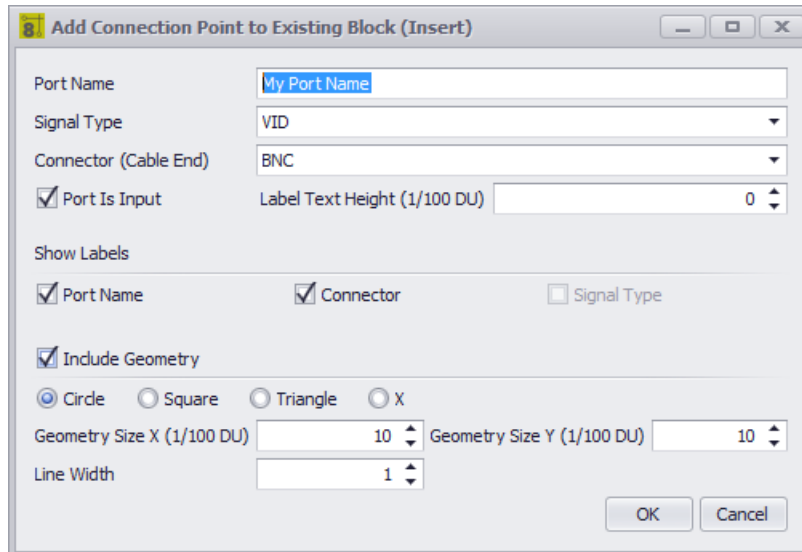 8 Add Connection Point to Existing Block (Insert)
Port Name My Port Name
Signal Type VID
Connector (Cable End) BNC
Port Is Input Label Text Height (1/100 DU) 0
Show Labels
Port Name Connector Signal Type
Include Geometry
Circle Square Triangle X
Geometry Size X (1/100 DU) 10 Geometry Size Y (1/100 DU) 10
Line Width 1
OK Cancel